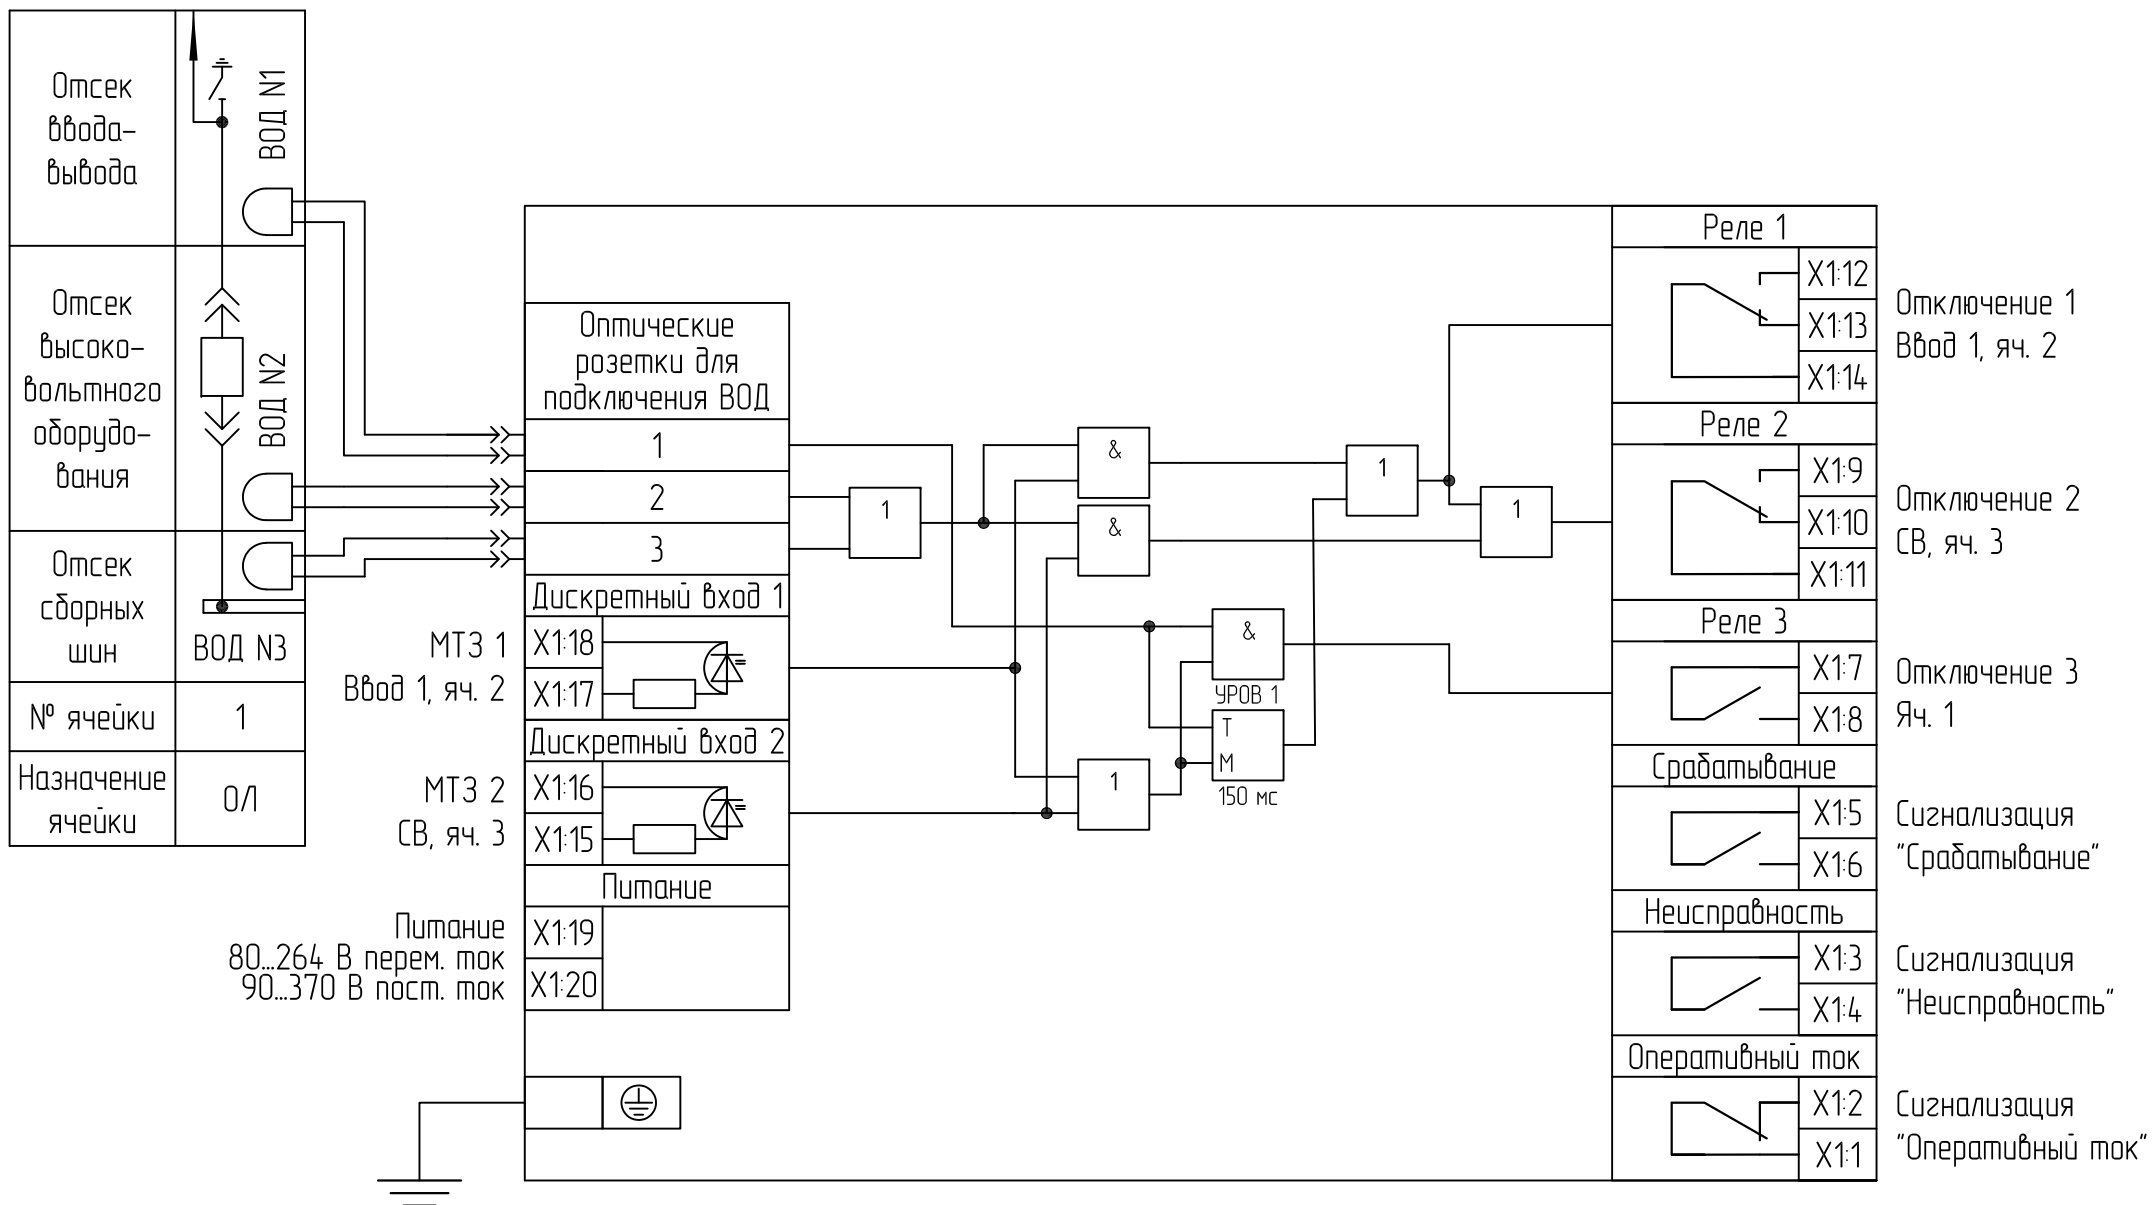 Отсек
ввода-
вывода
ВОД N1
Отсек
высоко-
вольтного
оборудо-
вания
ВОД N2
Отсек
сборных
шин
ВОД N3
№ ячейки
1
Назначение
ячейки
ОЛ
Оптические
розетки для
подключения ВОД
1
2
3
Дискретный вход 1
МТЗ 1
Ввод 1, яч. 2
X1:18
X1:17
Дискретный вход 2
МТЗ 2
СВ, яч. 3
X1:16
X1:15
Питание
Питание
80...264 В перем. ток
90...370 В пост. ток
X1:19
X1:20
1
&
&
1
1
&
УРОВ 1
T
M
150 мс
1
Реле 1
X1:12
X1:13
X1:14
Отключение 1
Ввод 1, яч. 2
Реле 2
X1:9
X1:10
X1:11
Отключение 2
СВ, яч. 3
Реле 3
X1:7
X1:8
Отключение 3
Яч. 1
Срабатывание
X1:5
X1:6
Сигнализация
"Срабатывание"
Неисправность
X1:3
X1:4
Сигнализация
"Неисправность"
Оперативный ток
X1:2
X1:1
Сигнализация
"Оперативный ток"